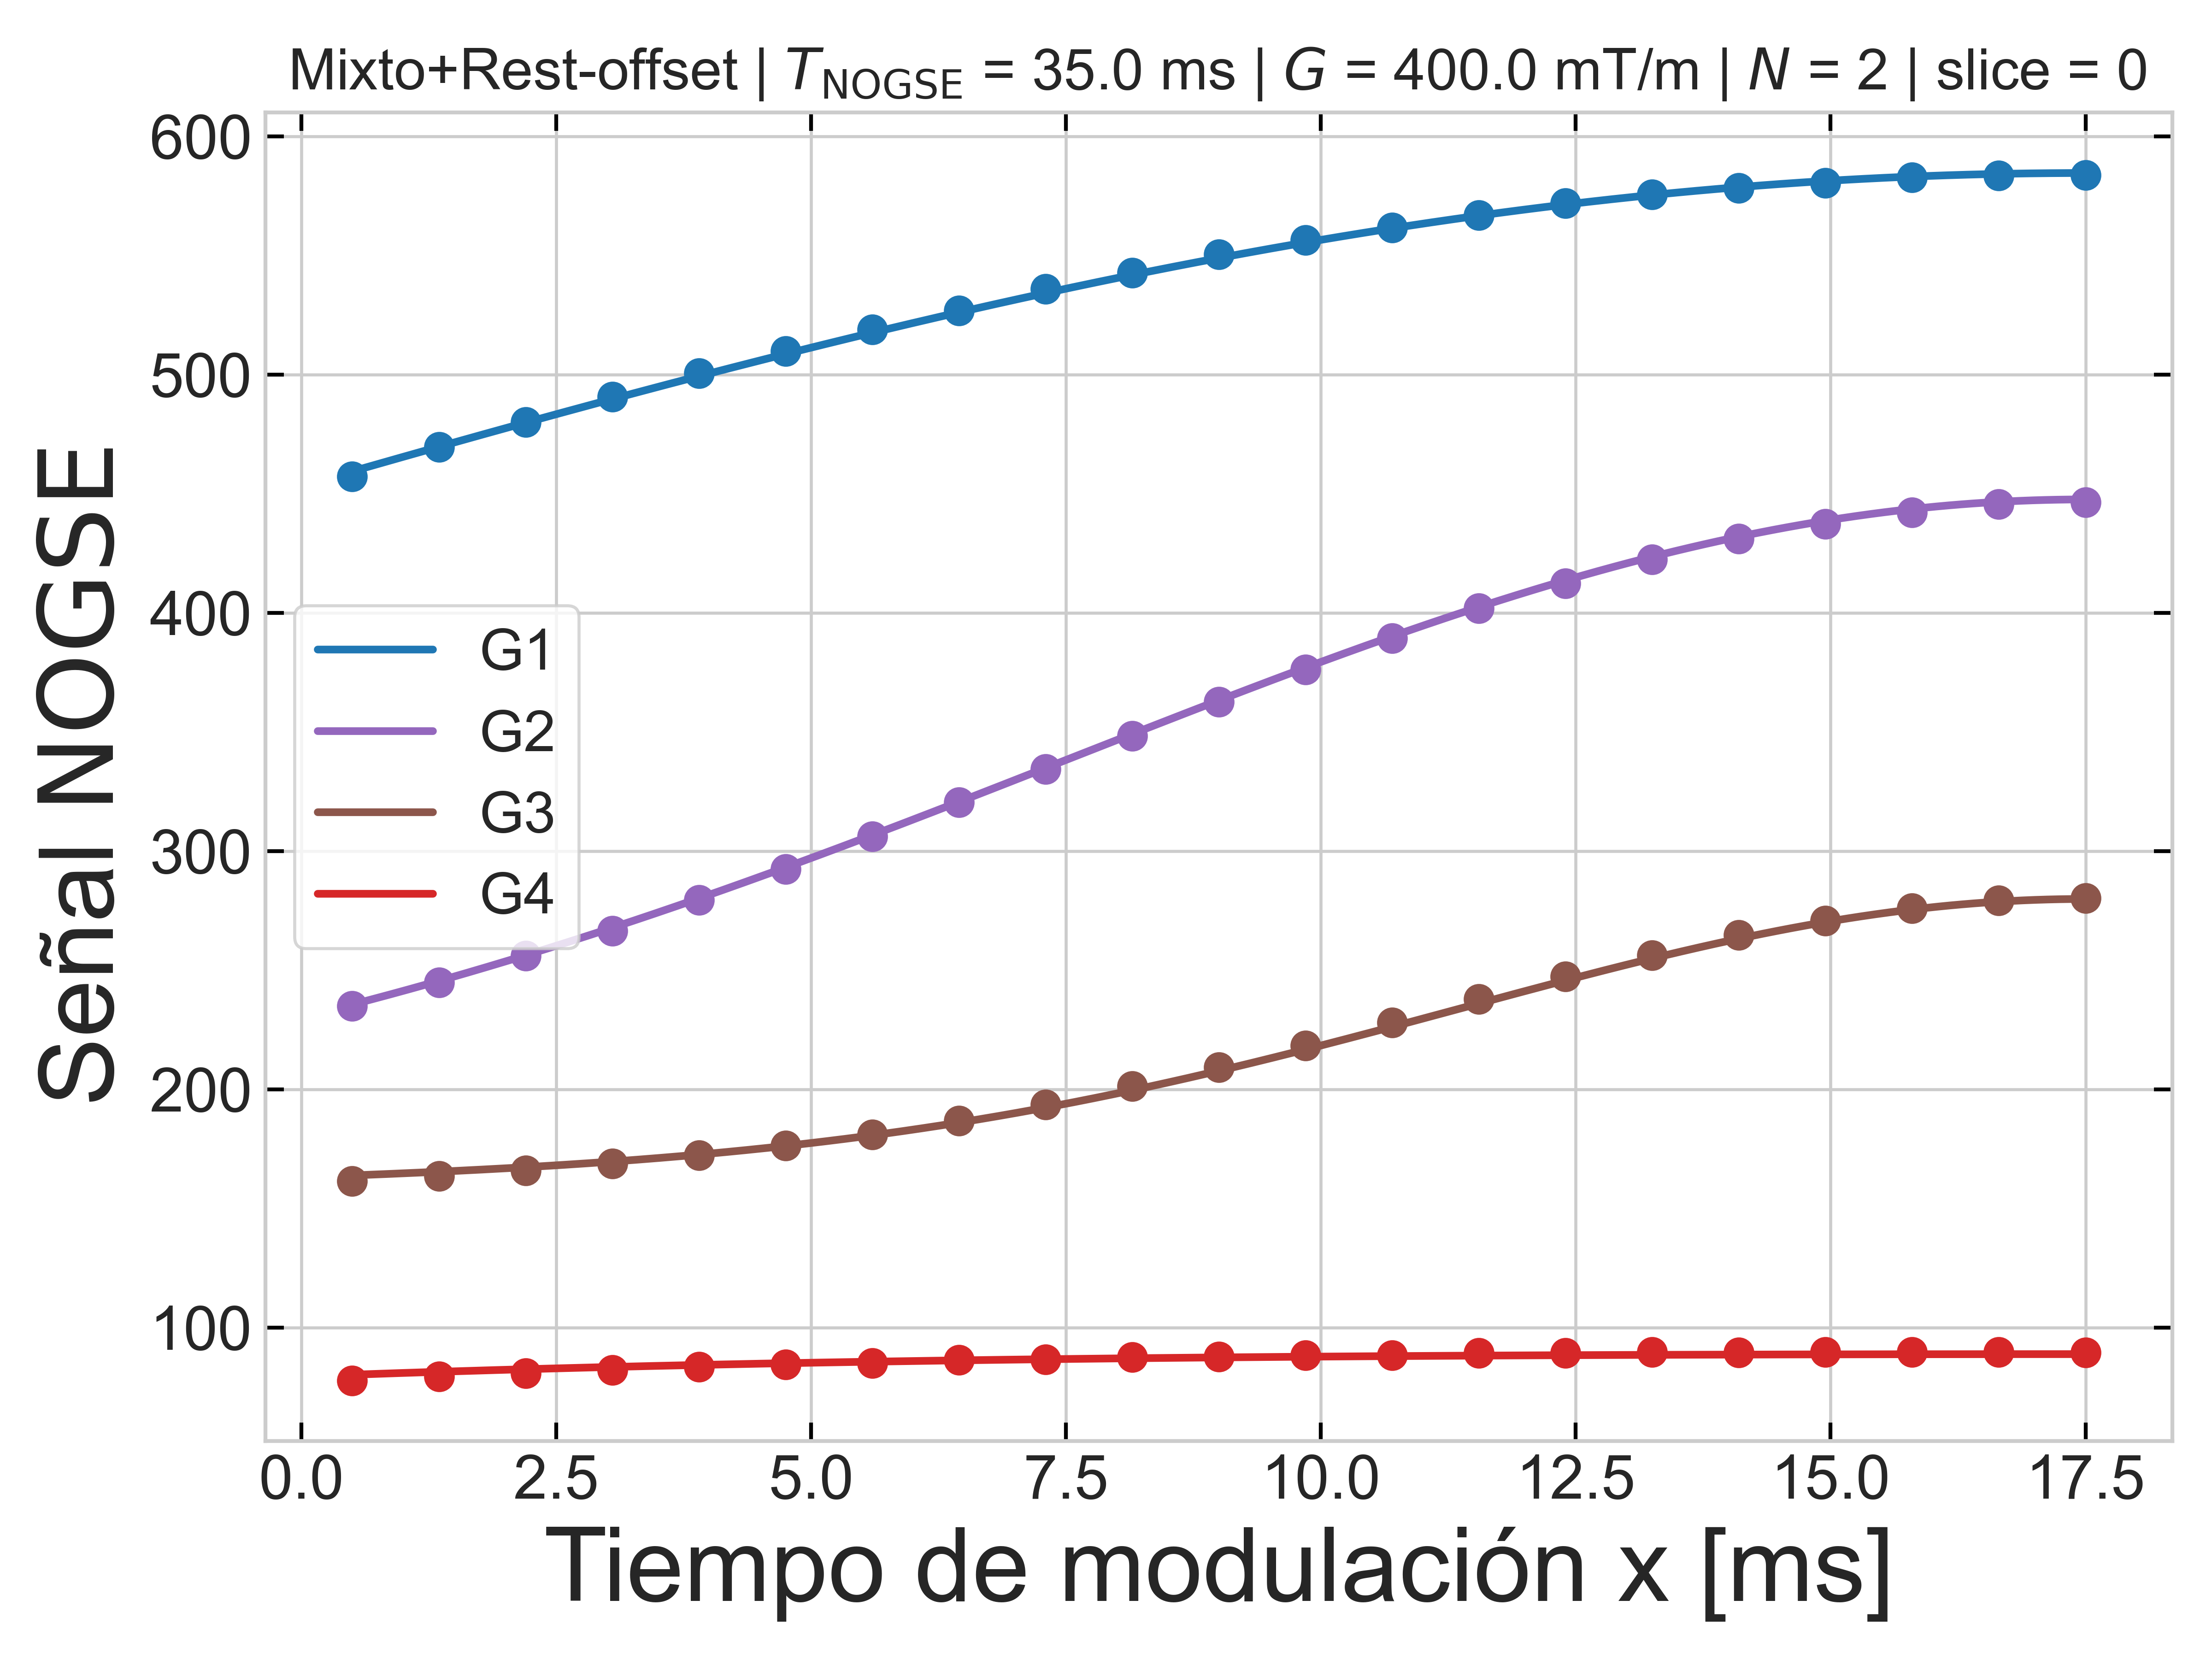 Mixto+Rest-offset | T_NOGSE = 35.0 ms | G = 400.0 mT/m | N = 2 | slice = 0
Señal NOGSE
600
500
400
300
200
100
G1
G2
G3
G4
0.0 2.5 5.0 7.5 10.0 12.5 15.0 17.5
Tiempo de modulación x [ms]